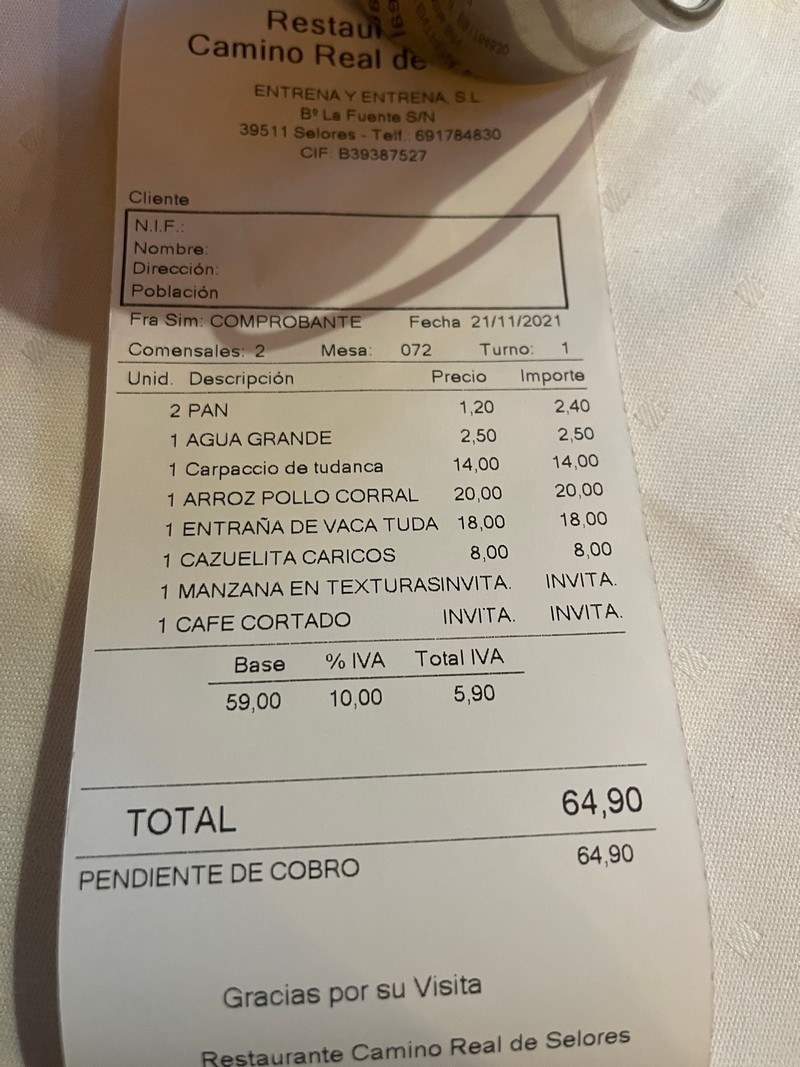 Restau
Camino Real de
ENTRENA Y ENTRENA, S.L
Bº La Fuente S/N
39511 Selores - Telf.: 691784830
CIF: B39387527
Cliente
N.I.F.:
Nombre:
Dirección:
Población
Fra Sim: COMPROBANTE Fecha 21/11/2021
Comensales: 2 Mesa: 072 Turno: 1
Unid. Descripción Precio Importe
2 PAN 1,20 2,40
1 AGUA GRANDE 2,50 2,50
1 Carpaccio de tudanca 14,00 14,00
1 ARROZ POLLO CORRAL 20,00 20,00
1 ENTRAÑA DE VACA TUDA 18,00 18,00
1 CAZUELITA CARICOS 8,00 8,00
1 MANZANA EN TEXTURASINVITA. INVITA.
1 CAFE CORTADO INVITA. INVITA.
Base % IVA Total IVA
59,00 10,00 5,90
TOTAL 64,90
PENDIENTE DE COBRO 64,90
Gracias por su Visita
Restaurante Camino Real de Selores